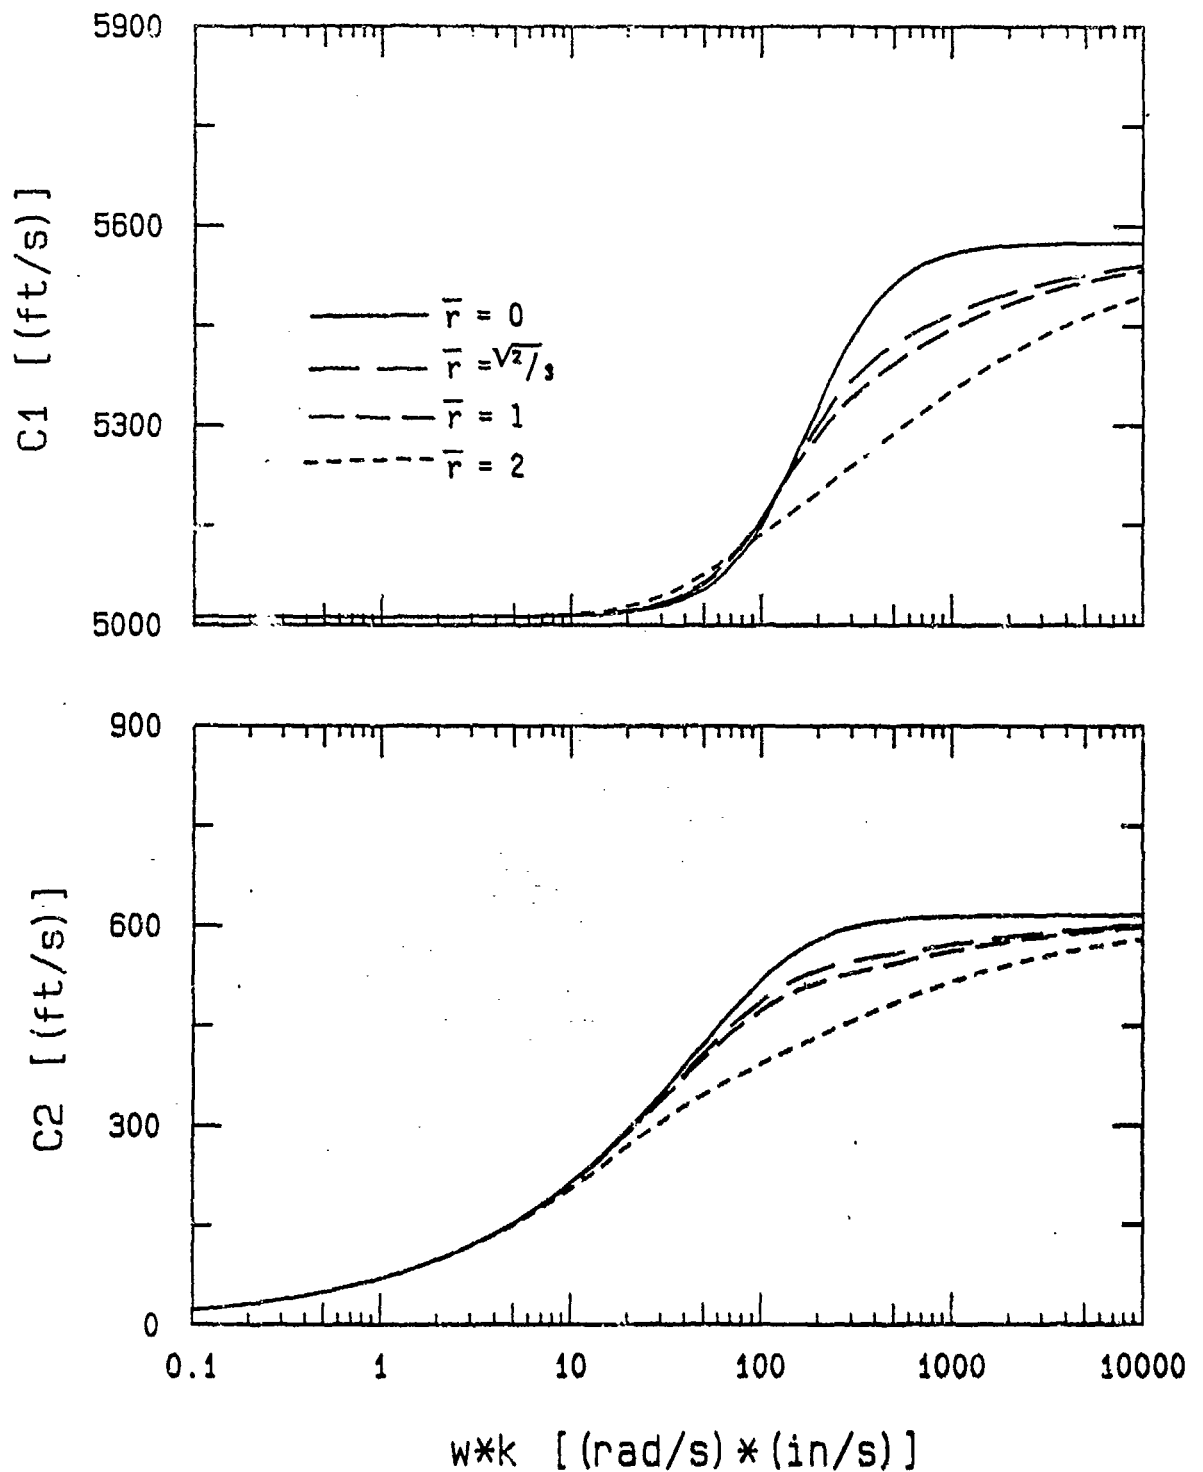 5900
5600
5300
5000
C1 [(ft/s)]
r̅ = 0
r̅ = √2/3
r̅ = 1
r̅ = 2
900
600
300
0
C2 [(ft/s)]
0.1 1 10 100 1000 10000
w*k [(rad/s)*(in/s)]